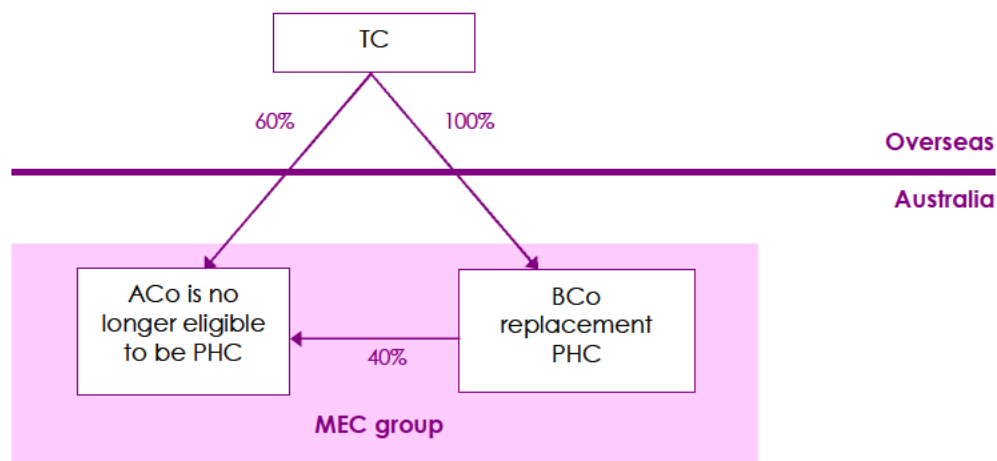 TC
60%
100%
Overseas
Australia
ACo is no
longer eligible
to be PHC
BCo
replacement
PHC
40%
MEC group